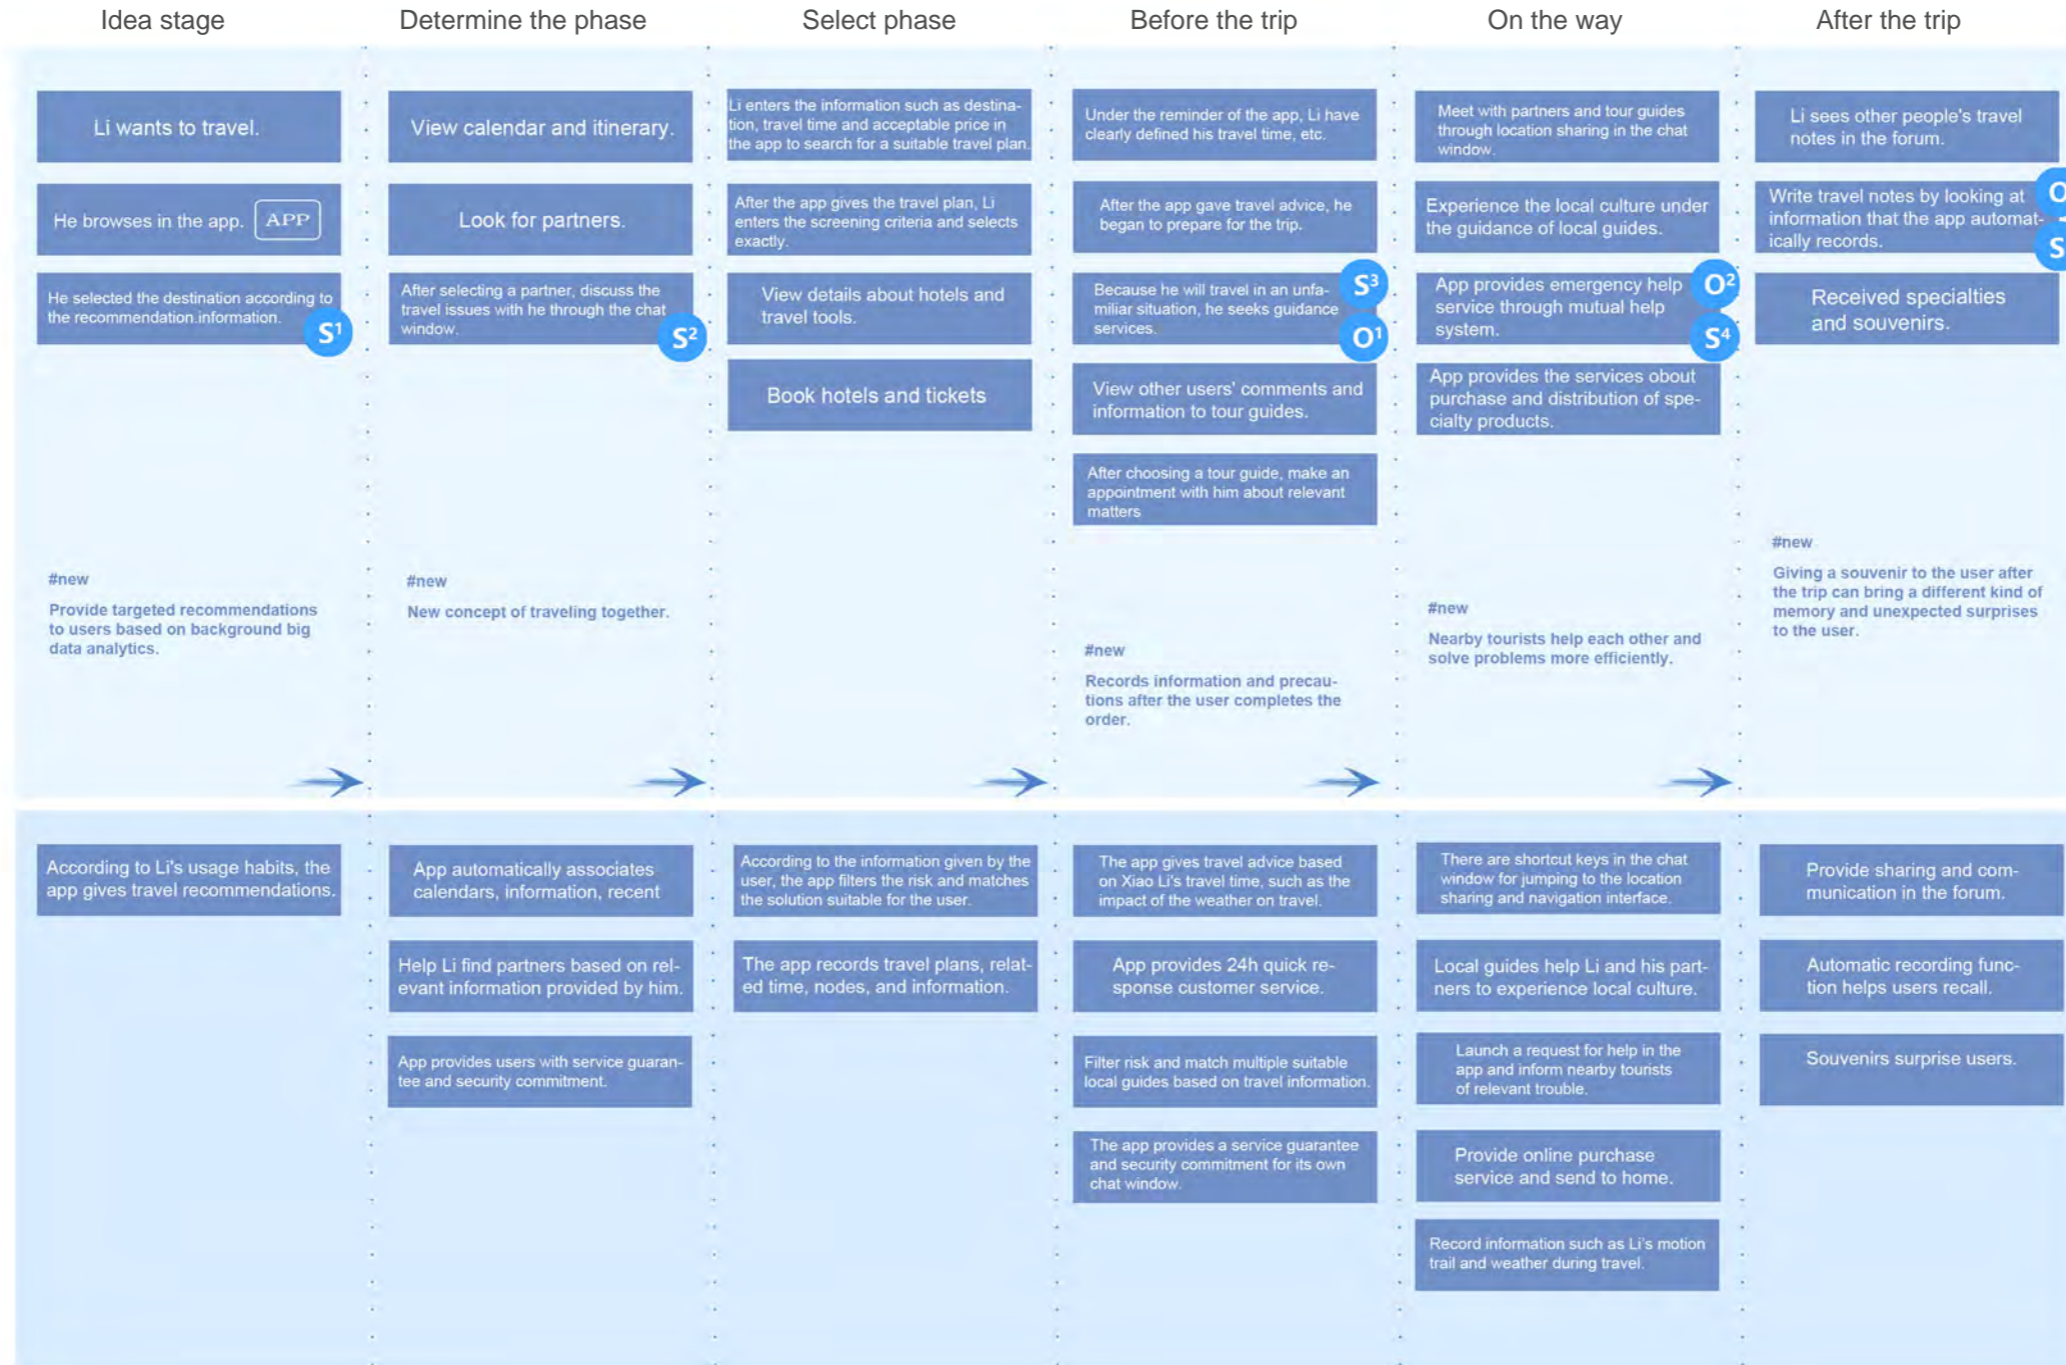 Idea stage
Determine the phase
Select phase
Before the trip
On the way
After the trip
Li wants to travel.
He browses in the app. APP
He selected the destination according to
the recommendation.information.
S1
#new
Provide targeted recommendations
to users based on background big
data analytics.
View calendar and itinerary.
Look for partners.
After selecting a partner, discuss the
travel issues with he through the chat
window.
S2
#new
New concept of traveling together.
Li enters the information such as destina-
tion, travel time and acceptable price in
the app to search for a suitable travel plan.
After the app gives the travel plan, Li
enters the screening criteria and selects
exactly.
View details about hotels and
travel tools.
Book hotels and tickets
Under the reminder of the app, Li have
clearly defined his travel time, etc.
After the app gave travel advice, he
began to prepare for the trip.
Because he will travel in an unfa-
miliar situation, he seeks guidance
services.
S3
O1
View other users' comments and
information to tour guides.
After choosing a tour guide, make an
appointment with him about relevant
matters
#new
Records information and precau-
tions after the user completes the
order.
Meet with partners and tour guides
through location sharing in the chat
window.
Experience the local culture under
the guidance of local guides.
App provides emergency help
service through mutual help
system.
O2
S4
App provides the services obout
purchase and distribution of spe-
cialty products.
#new
Nearby tourists help each other and
solve problems more efficiently.
Li sees other people's travel
notes in the forum.
Write travel notes by looking at
information that the app automat-
ically records.
O
S
Received specialties
and souvenirs.
#new
Giving a souvenir to the user after
the trip can bring a different kind of
memory and unexpected surprises
to the user.
According to Li's usage habits, the
app gives travel recommendations.
App automatically associates
calendars, information, recent
Help Li find partners based on rel-
evant information provided by him.
App provides users with service guaran-
tee and security commitment.
According to the information given by the
user, the app filters the risk and matches
the solution suitable for the user.
The app records travel plans, relat-
ed time, nodes, and information.
The app gives travel advice based
on Xiao Li's travel time, such as the
impact of the weather on travel.
App provides 24h quick re-
sponse customer service.
Filter risk and match multiple suitable
local guides based on travel information.
The app provides a service guarantee
and security commitment for its own
chat window.
There are shortcut keys in the chat
window for jumping to the location
sharing and navigation interface.
Local guides help Li and his part-
ners to experience local culture.
Launch a request for help in the
app and inform nearby tourists
of relevant trouble.
Provide online purchase
service and send to home.
Record information such as Li's motion
trail and weather during travel.
Provide sharing and com-
munication in the forum.
Automatic recording func-
tion helps users recall.
Souvenirs surprise users.